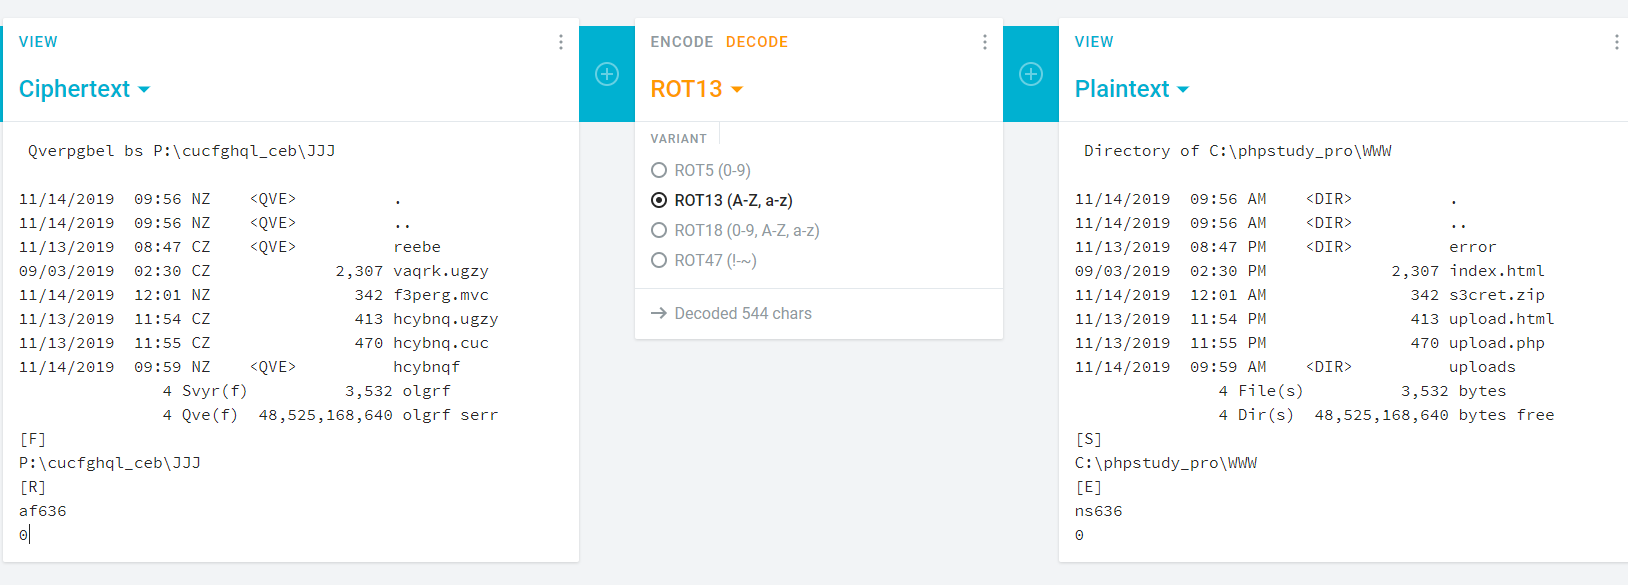 VIEW
Ciphertext
Qverpgbel bs P:\cucfghql_ceb\JJJ
11/14/2019  09:56 NZ    <QVE>          .
11/14/2019  09:56 NZ    <QVE>          ..
11/13/2019  08:47 CZ    <QVE>          reebe
09/03/2019  02:30 CZ             2,307 vaqrk.ugzy
11/14/2019  12:01 NZ               342 f3perg.mvc
11/13/2019  11:54 CZ               413 hcybnq.ugzy
11/13/2019  11:55 CZ               470 hcybnq.cuc
11/14/2019  09:59 NZ    <QVE>          hcybnqf
4 Svyr(f)          3,532 olgrf
4 Qve(f)  48,525,168,640 olgrf serr
[F]
P:\cucfghql_ceb\JJJ
[R]
af636
0
ENCODE DECODE
ROT13
VARIANT
ROT5 (0-9)
ROT13 (A-Z, a-z)
ROT18 (0-9, A-Z, a-z)
ROT47 (!-~)
→ Decoded 544 chars
VIEW
Plaintext
Directory of C:\phpstudy_pro\WWW
11/14/2019  09:56 AM    <DIR>          .
11/14/2019  09:56 AM    <DIR>          ..
11/13/2019  08:47 PM    <DIR>          error
09/03/2019  02:30 PM             2,307 index.html
11/14/2019  12:01 AM               342 s3cret.zip
11/13/2019  11:54 PM               413 upload.html
11/13/2019  11:55 PM               470 upload.php
11/14/2019  09:59 AM    <DIR>          uploads
4 File(s)          3,532 bytes
4 Dir(s)  48,525,168,640 bytes free
[S]
C:\phpstudy_pro\WWW
[E]
ns636
0